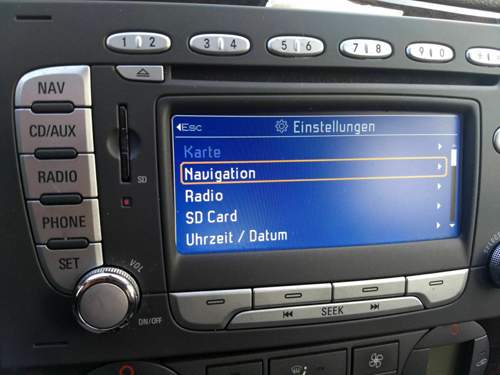 1 2 3 4 5 6 7 8 9 0
NAV
CD/AUX
RADIO
PHONE
SET
SD
VOL
ON/OFF
Esc Einstellungen
Karte
Navigation
Radio
SD Card
Uhrzeit / Datum
SEEK